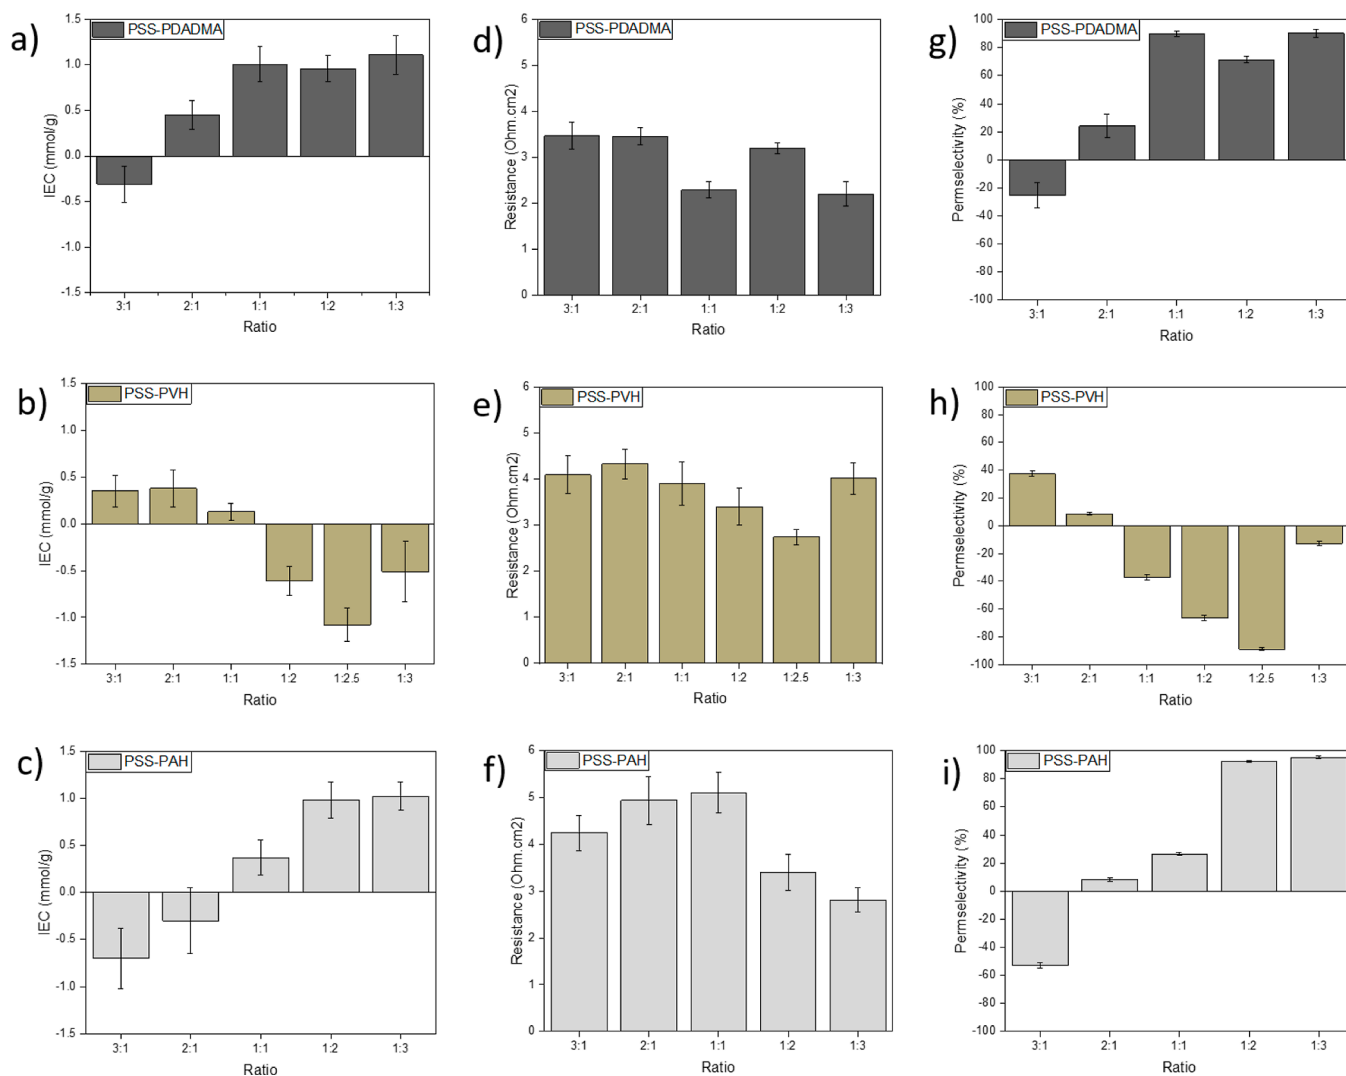 a)
PSS-PDADMA
1.5
1.0
0.5
0.0
-0.5
-1.0
-1.5
IEC (mmol/g)
3:1 2:1 1:1 1:2 1:3
Ratio
d)
PSS-PDADMA
6
5
4
3
2
1
0
Resistance (Ohm.cm2)
3:1 2:1 1:1 1:2 1:3
Ratio
g)
PSS-PDADMA
100
80
60
40
20
0
-20
-40
-60
-80
-100
Permselectivity (%)
3:1 2:1 1:1 1:2 1:3
Ratio
b)
PSS-PVH
1.5
1.0
0.5
0.0
-0.5
-1.0
-1.5
IEC (mmol/g)
3:1 2:1 1:1 1:2 1:2.5 1:3
Ratio
e)
PSS-PVH
6
5
4
3
2
1
0
Resistance (Ohm.cm2)
3:1 2:1 1:1 1:2 1:2.5 1:3
Ratio
h)
PSS-PVH
100
80
60
40
20
0
-20
-40
-60
-80
-100
Permselectivity (%)
3:1 2:1 1:1 1:2 1:2.5 1:3
Ratio
c)
PSS-PAH
1.5
1.0
0.5
0.0
-0.5
-1.0
-1.5
IEC (mmol/g)
3:1 2:1 1:1 1:2 1:3
Ratio
f)
PSS-PAH
6
5
4
3
2
1
0
Resistance (Ohm.cm2)
3:1 2:1 1:1 1:2 1:3
Ratio
i)
PSS-PAH
100
80
60
40
20
0
-20
-40
-60
-80
-100
Permselectivity (%)
3:1 2:1 1:1 1:2 1:3
Ratio